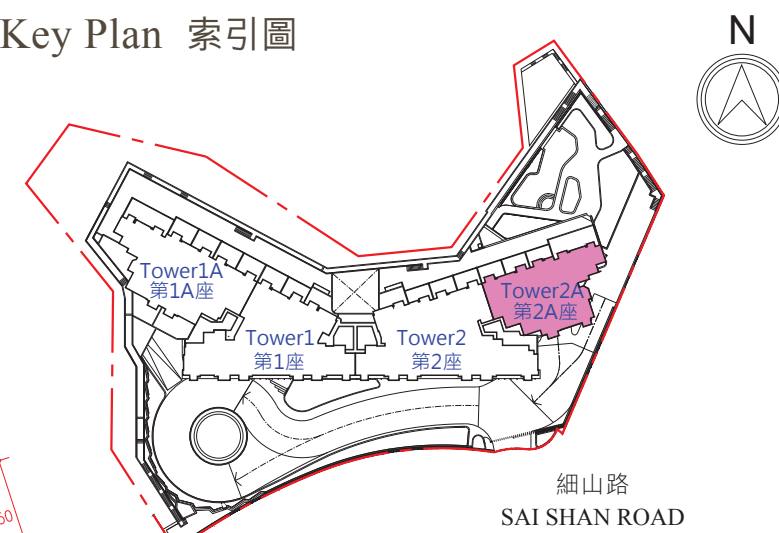 Key Plan 索引圖
N
Tower1A
第1A座
Tower2A
第2A座
Tower1
第1座
Tower2
第2座
細山路
SAI SHAN ROAD